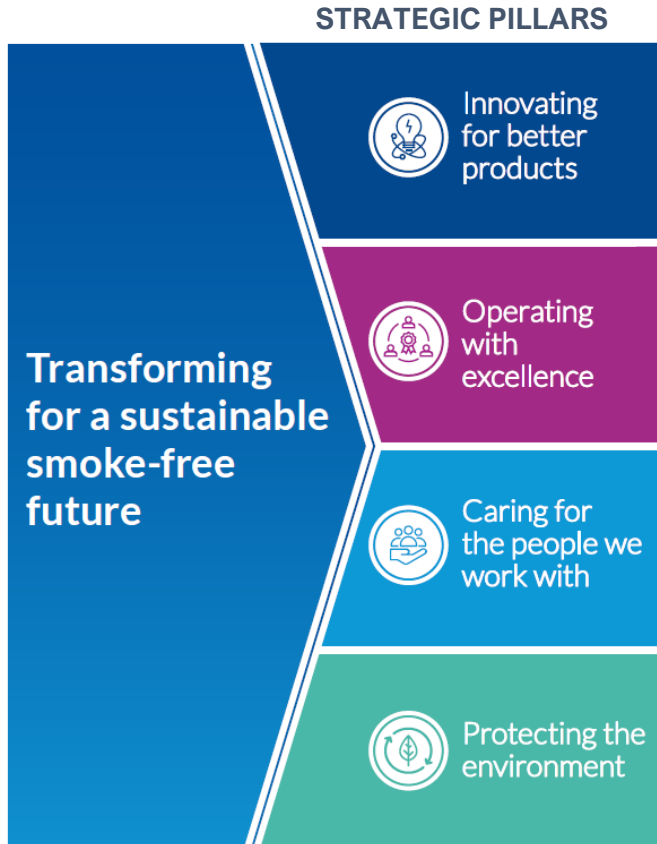 STRATEGIC PILLARS
Transforming
for a sustainable
smoke-free
future
Innovating
for better
products
Operating
with
excellence
Caring for
the people we
work with
Protecting the
environment